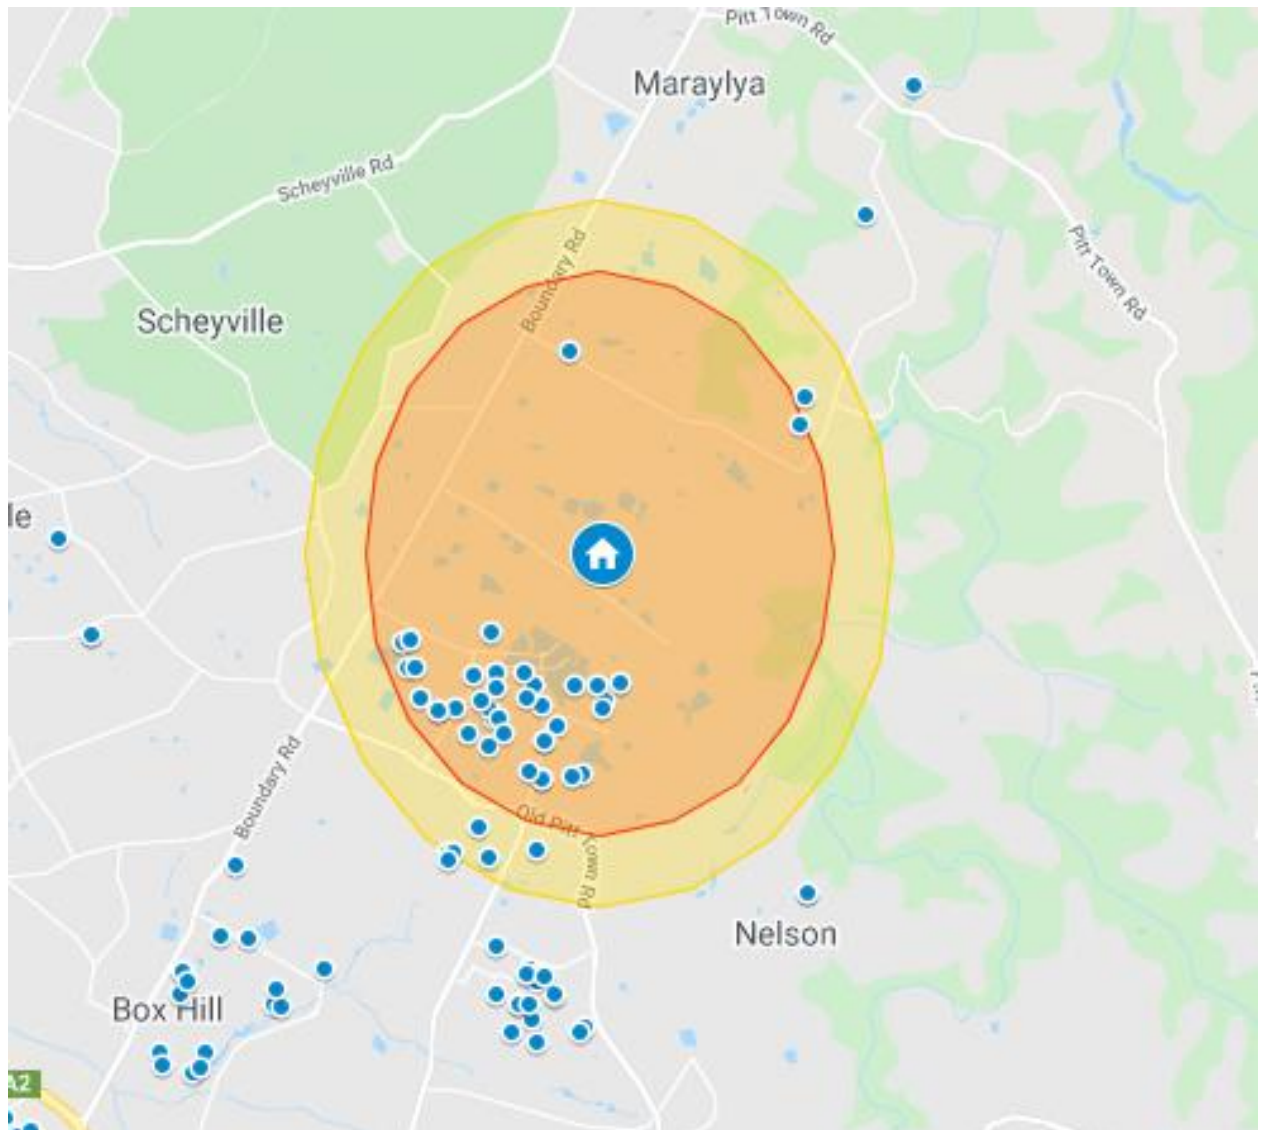 Pitt Town Rd
Maraylya
Scheyville Rd
Boundary Rd
Pitt Town Rd
Scheyville
le
Boundary Rd
Old Pitt Town Rd
Nelson
Box Hill
A2